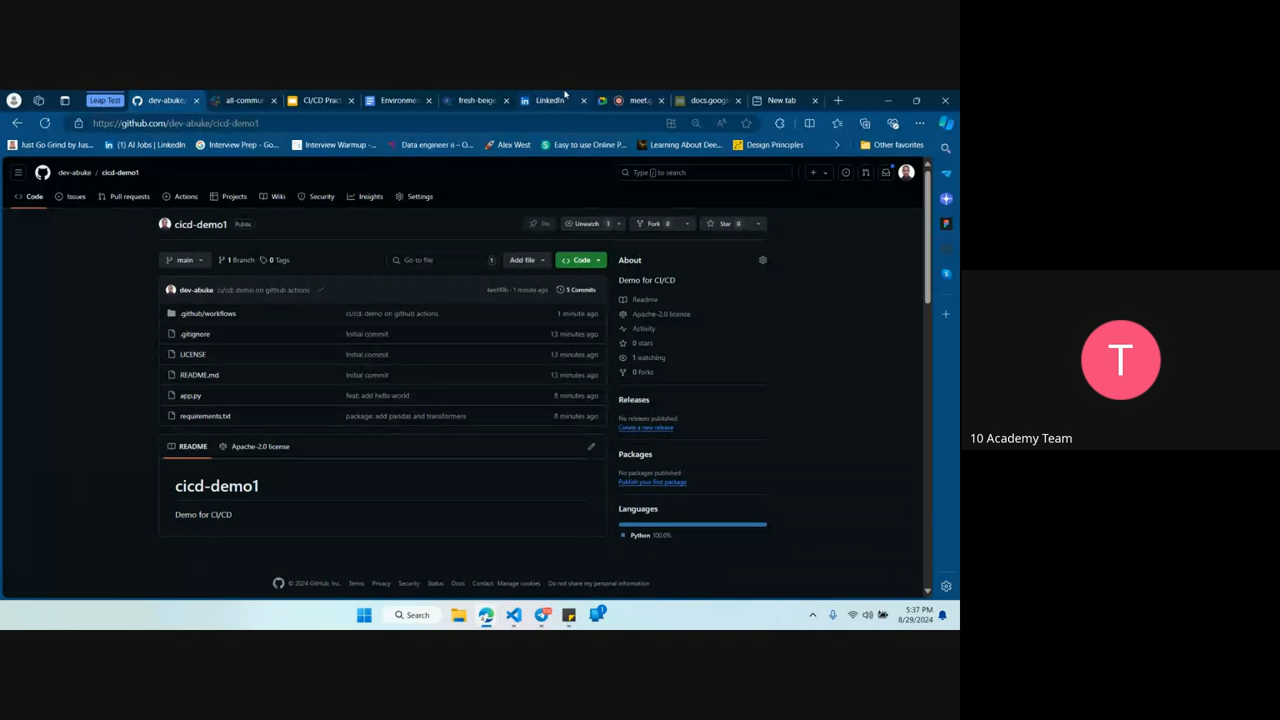 Leap Test dev-abuke/ all-commun CI/CD Prac Environme fresh-beige LinkedIn meet.g docs.goog New tab
https://github.com/dev-abuke/cicd-demo1
Just Go Grind by Jus... (1) AI Jobs | LinkedIn Interview Prep - Goo... Interview Warmup -... Data engineer ii – O... Alex West Easy to use Online P... Learning About Dee... Design Principles Other favorites
dev-abuke / cicd-demo1 Type / to search
Code Issues Pull requests Actions Projects Wiki Security Insights Settings
cicd-demo1 Public Pin Unwatch 1 Fork 0 Star 0
main 1 Branch 0 Tags Go to file t Add file Code
About
Demo for CI/CD
Readme
Apache-2.0 license
Activity
0 stars
1 watching
0 forks
dev-abuke ci/cd: demo on github actions 1 minute ago 5 Commits
.github/workflows ci/cd: demo on github actions 1 minute ago
.gitignore Initial commit 13 minutes ago
LICENSE Initial commit 13 minutes ago
README.md Initial commit 13 minutes ago
app.py feat: add hello world 8 minutes ago
requirements.txt package: add pandas and transformers 8 minutes ago
Releases
No releases published
Create a new release
README Apache-2.0 license
Packages
No packages published
Publish your first package
cicd-demo1
Demo for CI/CD
Languages
Python 100.0%
© 2024 GitHub, Inc. Terms Privacy Security Status Docs Contact Manage cookies Do not share my personal information
Search
5:37 PM
8/29/2024
T
10 Academy Team